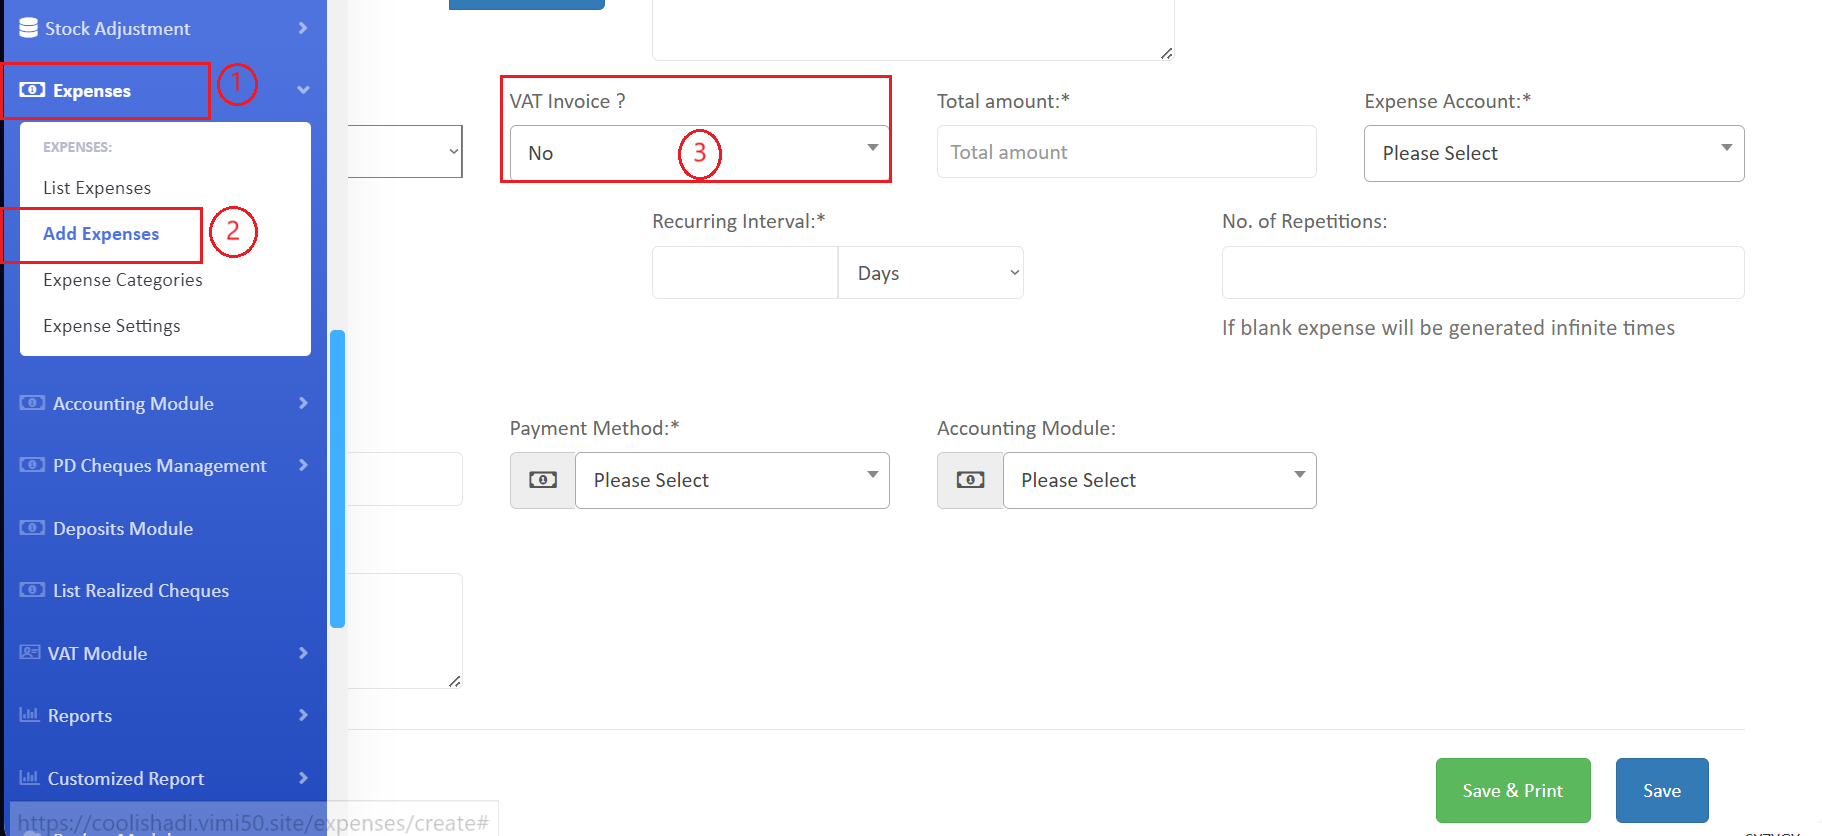 Stock Adjustment
Expenses
1
EXPENSES:
List Expenses
Add Expenses
2
Expense Categories
Expense Settings
Accounting Module
PD Cheques Management
Deposits Module
List Realized Cheques
VAT Module
Reports
Customized Report
https://coolishadi.vimi50.site/expenses/create#
VAT Invoice ?
No
3
Total amount:*
Total amount
Expense Account:*
Please Select
Recurring Interval:*
Days
No. of Repetitions:
If blank expense will be generated infinite times
Payment Method:*
Please Select
Accounting Module:
Please Select
Save & Print
Save